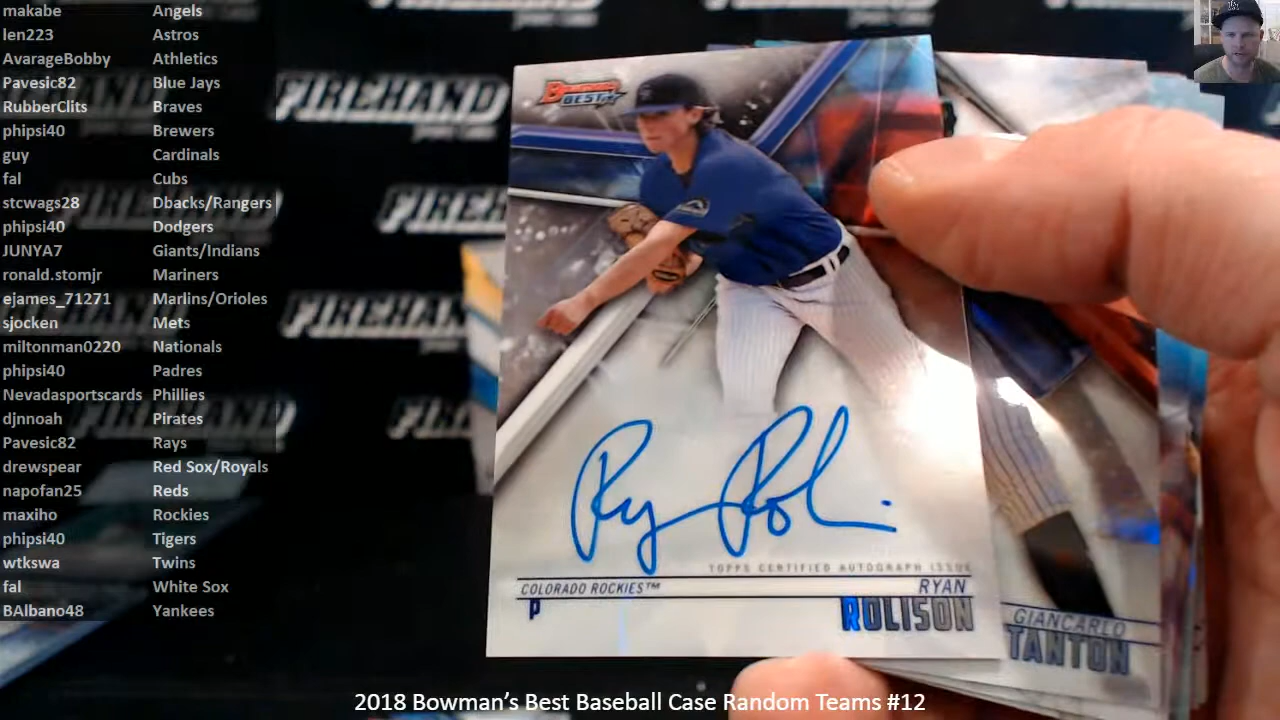 makabe Angels
len223 Astros
AvarageBobby Athletics
Pavesic82 Blue Jays
RubberClits Braves
phipsi40 Brewers
guy Cardinals
fal Cubs
stcwags28 Dbacks/Rangers
phipsi40 Dodgers
JUNYA7 Giants/Indians
ronald.stomjr Mariners
ejames_71271 Marlins/Orioles
sjocken Mets
miltonman0220 Nationals
phipsi40 Padres
Nevadasportscards Phillies
djnnoah Pirates
Pavesic82 Rays
drewspear Red Sox/Royals
napofan25 Reds
maxiho Rockies
phipsi40 Tigers
wtkswa Twins
fal White Sox
BAlbano48 Yankees
FIREHAND
FIREHAND
FIREHAND
BOWMAN'S
BEST
TOPPS CERTIFIED AUTOGRAPH ISSUE
COLORADO ROCKIES™ RYAN
P ROLISON
GIANCARLO
TANTON
2018 Bowman's Best Baseball Case Random Teams #12